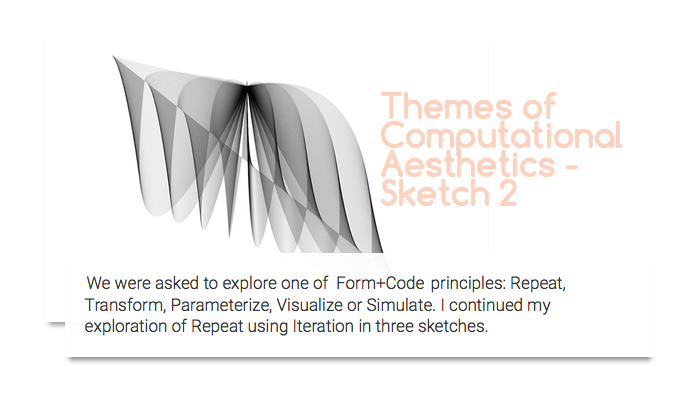 Themes of
Computational
Aesthetics -
Sketch 2
We were asked to explore one of Form+Code principles: Repeat,
Transform, Parameterize, Visualize or Simulate. I continued my
exploration of Repeat using Iteration in three sketches.